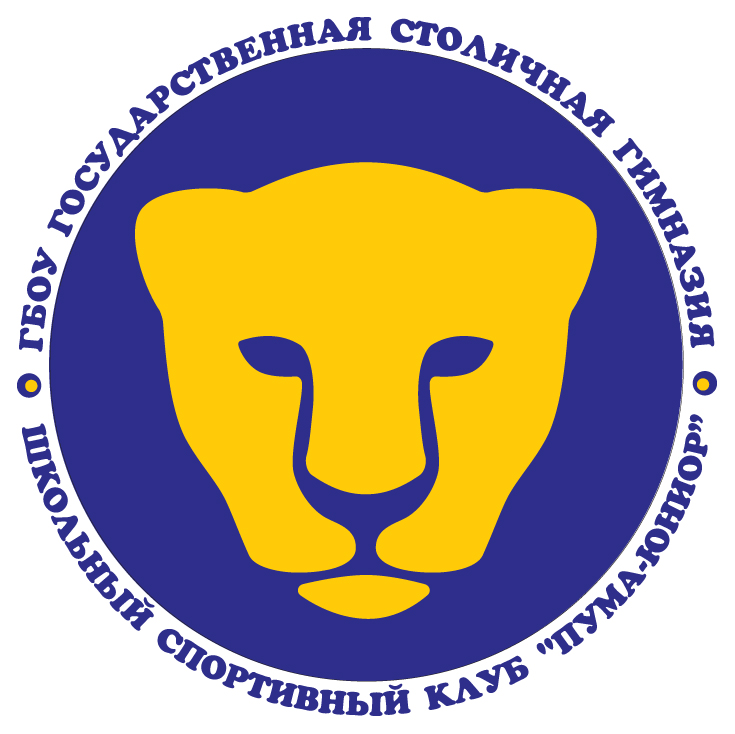 ГБОУ ГОСУДАРСТВЕННАЯ СТОЛИЧНАЯ ГИМНАЗИЯ
ШКОЛЬНЫЙ СПОРТИВНЫЙ КЛУБ "ПУМА-ЮНИОР"